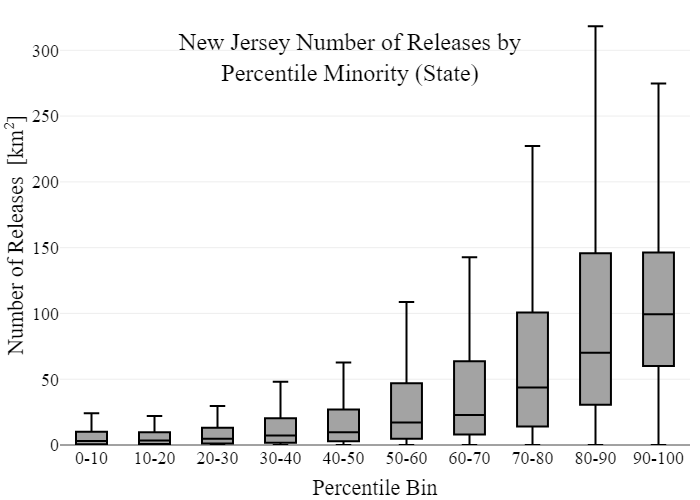 New Jersey Number of Releases by
Percentile Minority (State)
Number of Releases [km²]
300
250
200
150
100
50
0
0-10 10-20 20-30 30-40 40-50 50-60 60-70 70-80 80-90 90-100
Percentile Bin